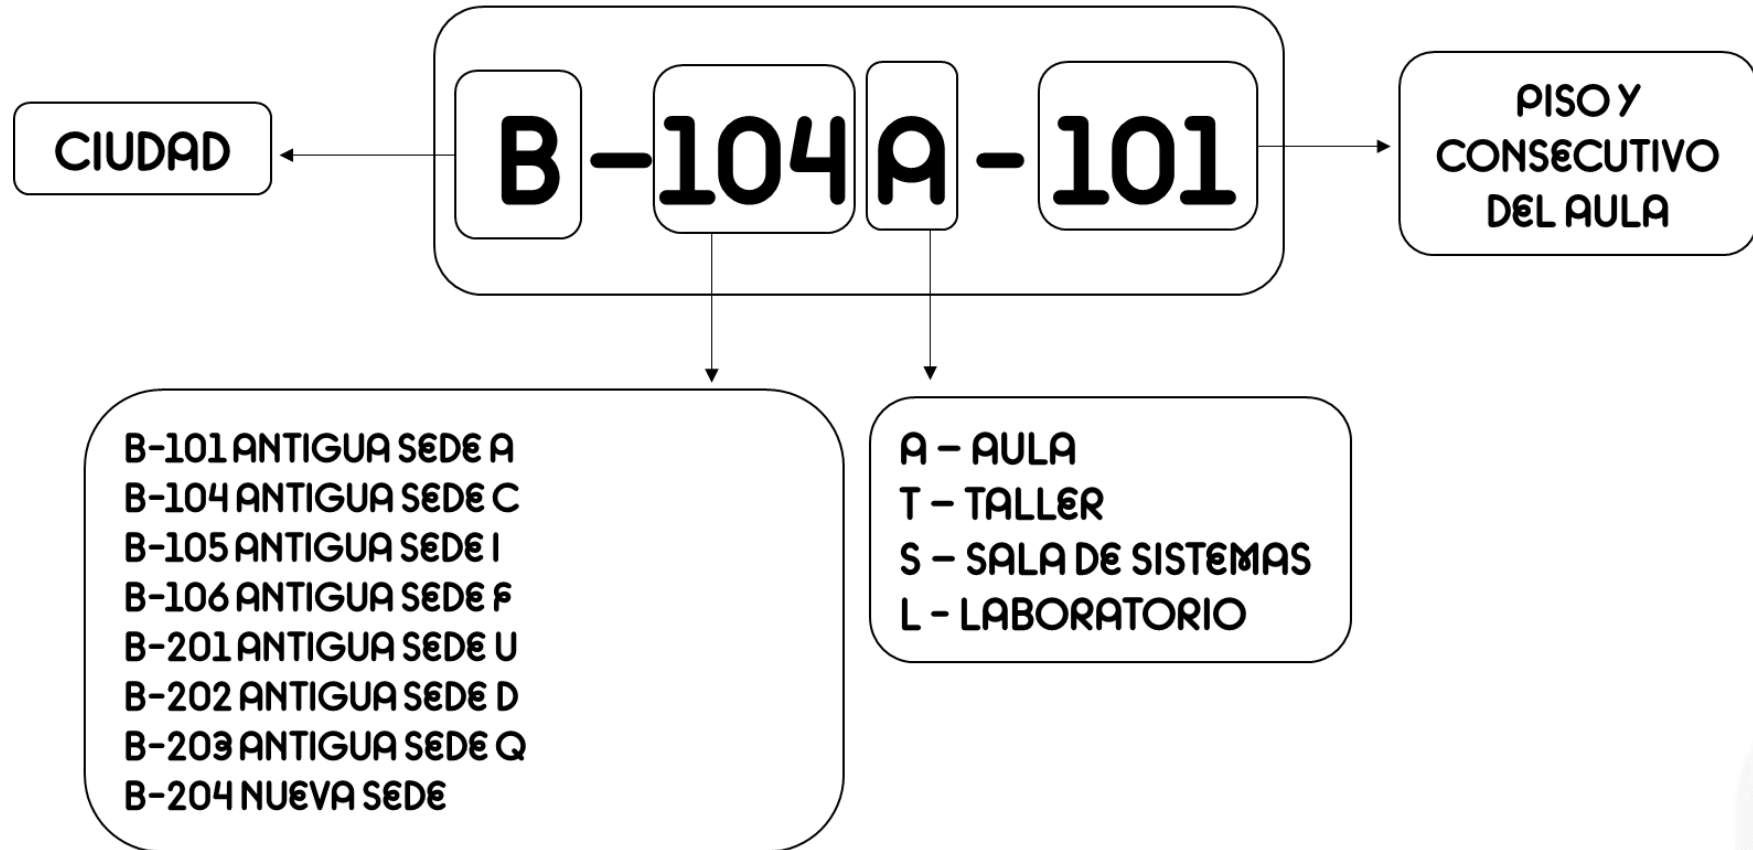 CIUDAD
B-104A-101
PISO Y
CONSECUTIVO
DEL AULA
B-101 ANTIGUA SEDE A
B-104 ANTIGUA SEDE C
B-105 ANTIGUA SEDE I
B-106 ANTIGUA SEDE F
B-201 ANTIGUA SEDE U
B-202 ANTIGUA SEDE D
B-203 ANTIGUA SEDE Q
B-204 NUEVA SEDE
A – AULA
T – TALLER
S – SALA DE SISTEMAS
L - LABORATORIO